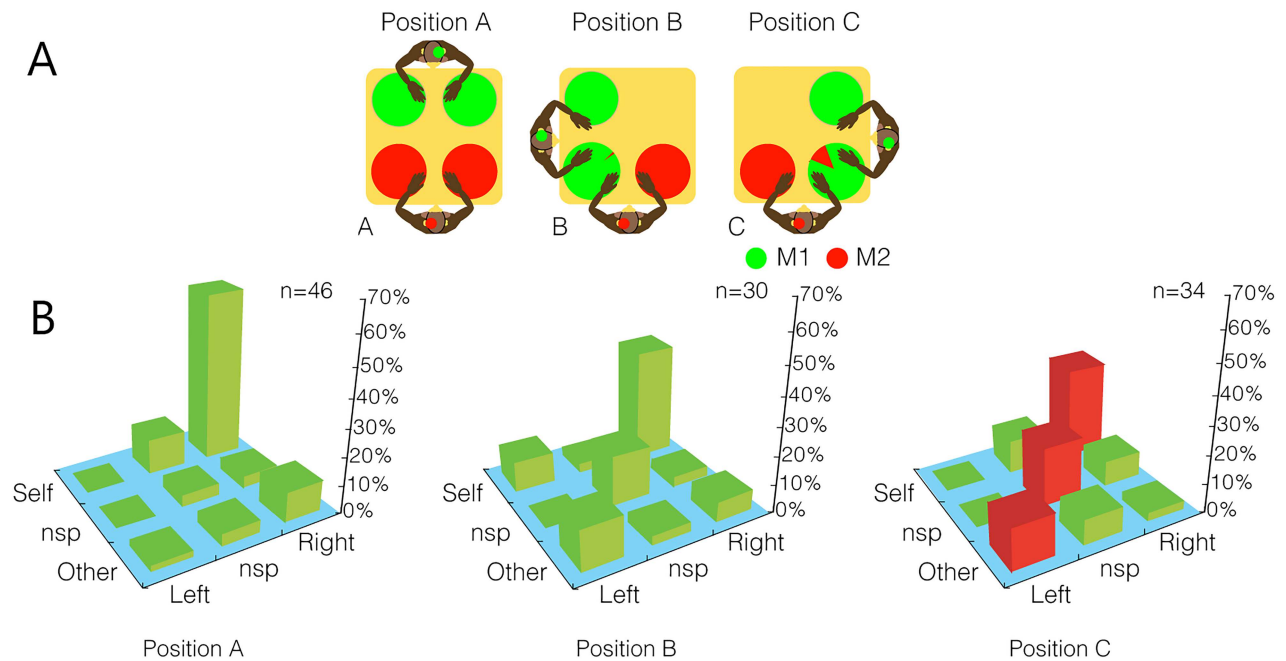 A
Position A
Position B
Position C
A
B
C
M1
M2
B
n=46
70%
60%
50%
40%
30%
20%
10%
0%
Self
nsp
Other
Left
nsp
Right
Position A
n=30
70%
60%
50%
40%
30%
20%
10%
0%
Self
nsp
Other
Left
nsp
Right
Position B
n=34
70%
60%
50%
40%
30%
20%
10%
0%
Self
nsp
Other
Left
nsp
Right
Position C